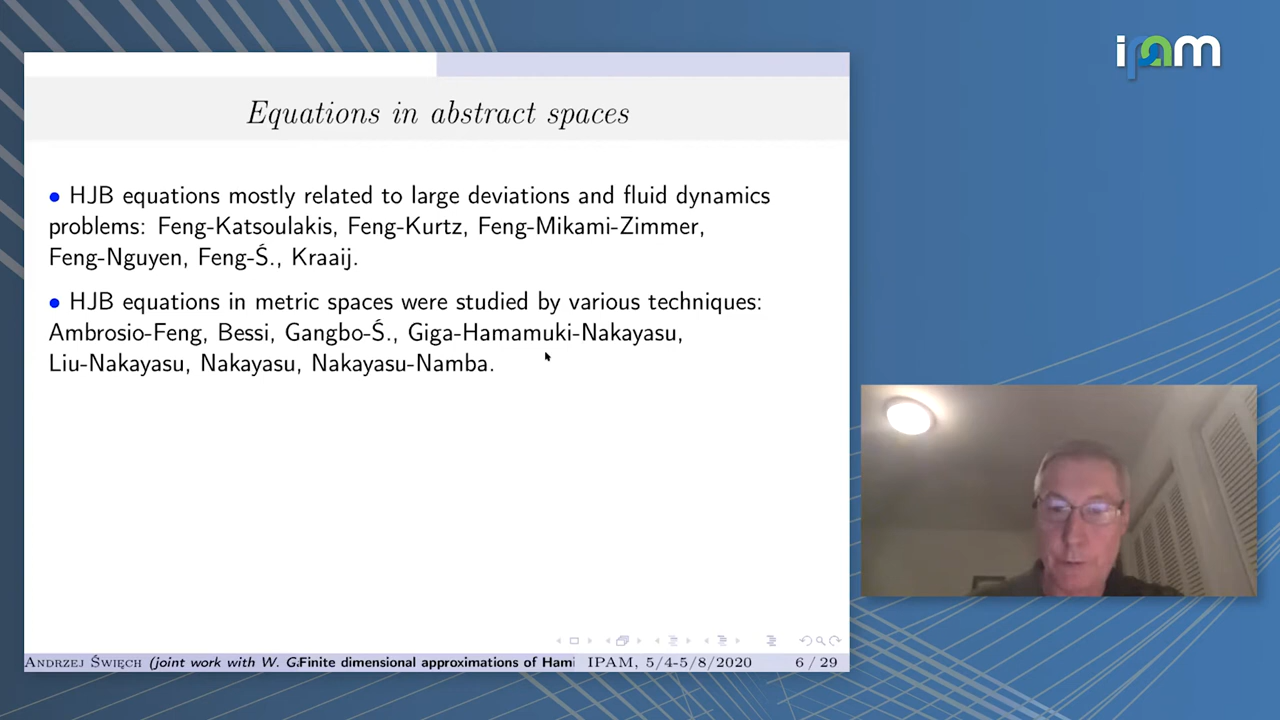 ipam
Equations in abstract spaces
• HJB equations mostly related to large deviations and fluid dynamics
problems: Feng-Katsoulakis, Feng-Kurtz, Feng-Mikami-Zimmer,
Feng-Nguyen, Feng-Ś., Kraaij.
• HJB equations in metric spaces were studied by various techniques:
Ambrosio-Feng, Bessi, Gangbo-Ś., Giga-Hamamuki-Nakayasu,
Liu-Nakayasu, Nakayasu, Nakayasu-Namba.
Andrzej Święch (joint work with W. G.Finite dimensional approximations of Hami IPAM, 5/4-5/8/2020 6 / 29